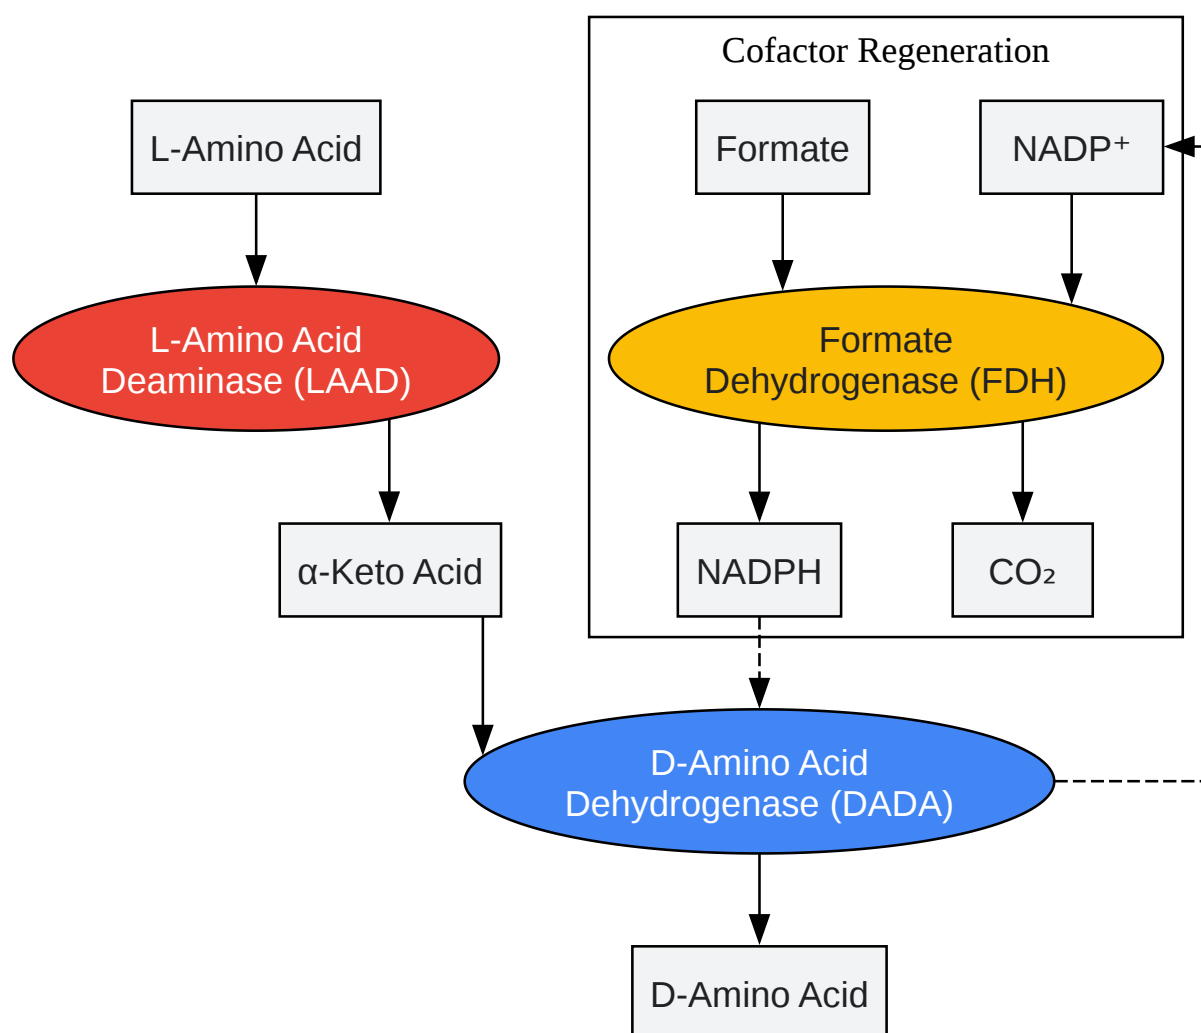 Cofactor Regeneration
L-Amino Acid
Formate
NADP⁺
L-Amino Acid
Deaminase (LAAD)
Formate
Dehydrogenase (FDH)
α-Keto Acid
NADPH
CO₂
D-Amino Acid
Dehydrogenase (DADA)
D-Amino Acid